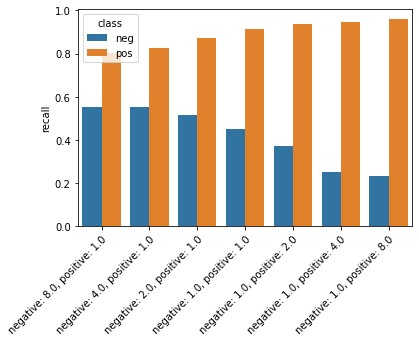 1.0
0.8
0.6
0.4
0.2
0.0
recall
class
neg
pos
negative: 8.0, positive: 1.0
negative: 4.0, positive: 1.0
negative: 2.0, positive: 1.0
negative: 1.0, positive: 1.0
negative: 1.0, positive: 2.0
negative: 1.0, positive: 4.0
negative: 1.0, positive: 8.0